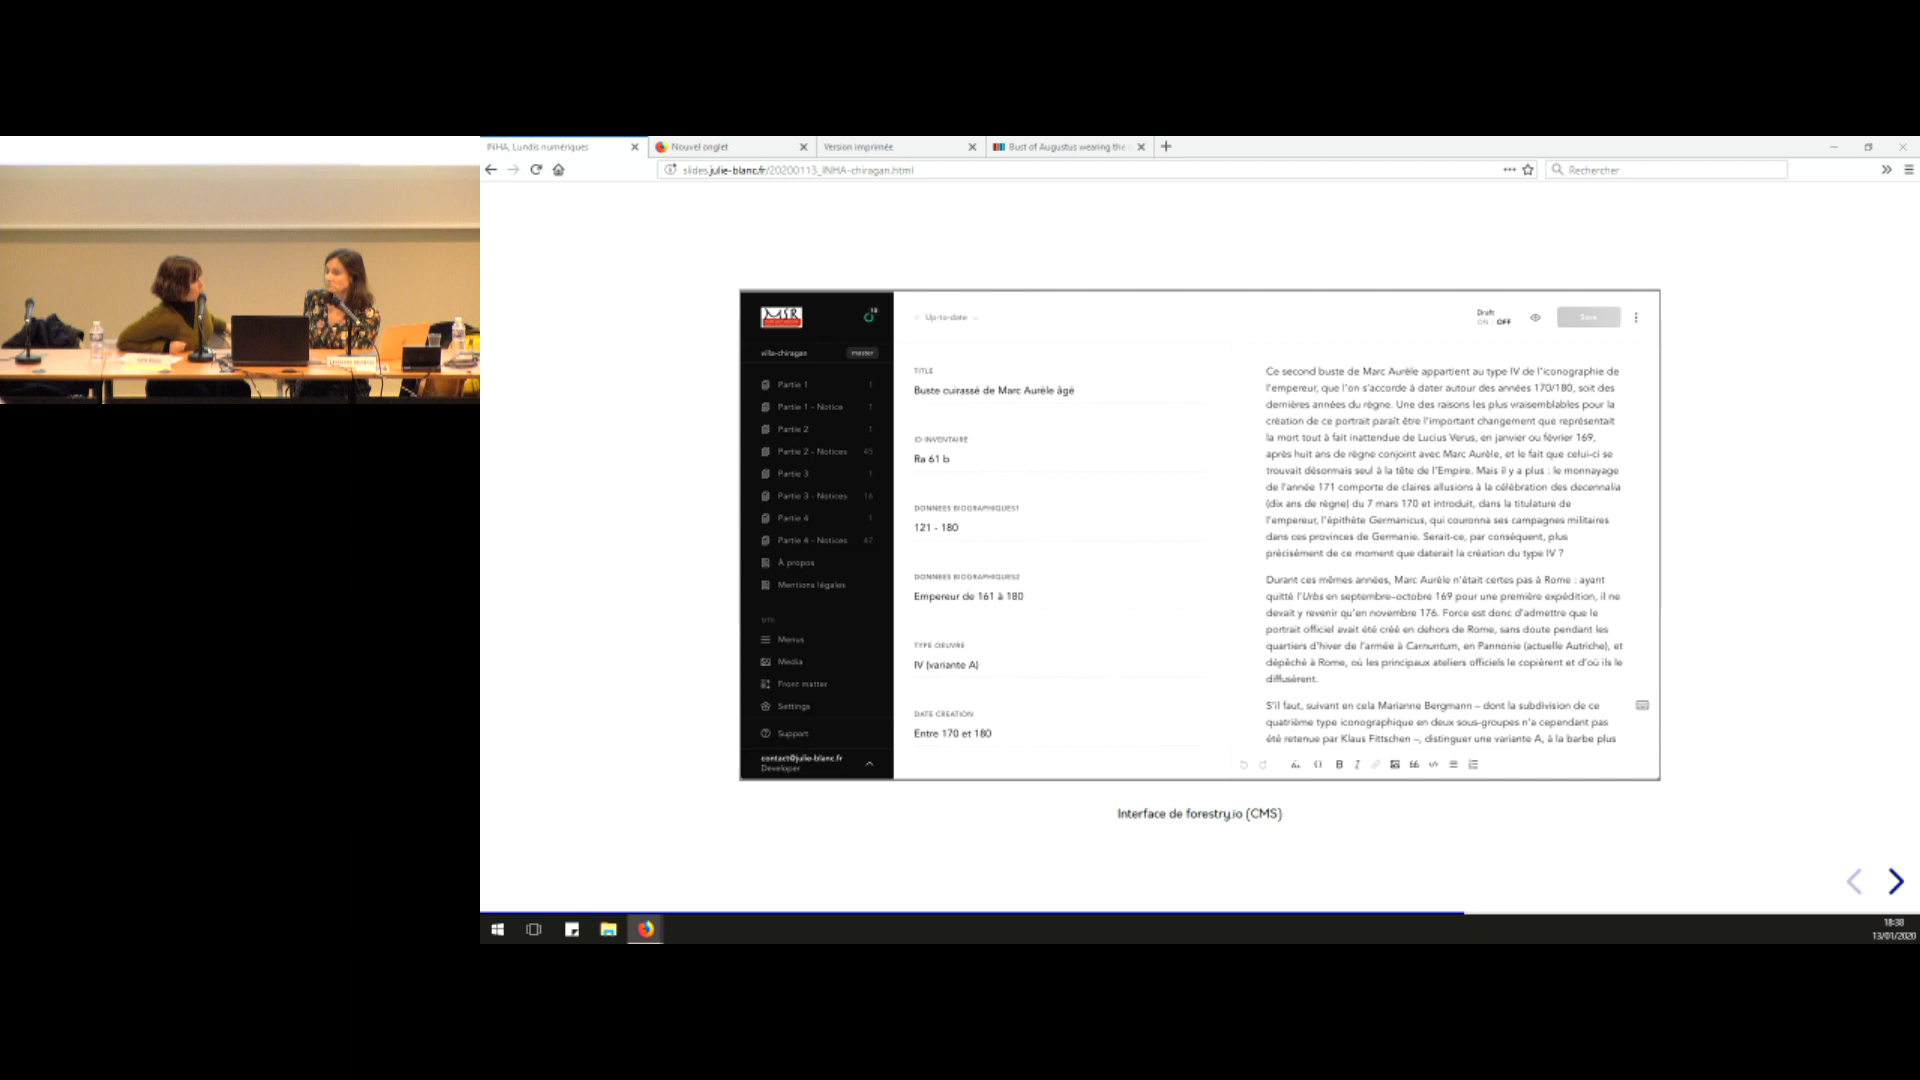 INHA, Lundis numériques
Nouvel onglet
Version imprimée
Bust of Augustus wearing the
slides.julie-blanc.fr/20200113_INHA-chiragan.html
Rechercher
MSR
villa-chiragan
master
Partie 1 1
Partie 1 - Notice 1
Partie 2 1
Partie 2 - Notices 45
Partie 3 1
Partie 3 - Notices 16
Partie 4 1
Partie 4 - Notices 47
À propos
Mentions légales
SITE
Menus
Media
Front matter
Settings
Support
contact@julie-blanc.fr
Developer
Up-to-date
Draft
ON OFF
Save
TITLE
Buste cuirassé de Marc Aurèle âgé
ID INVENTAIRE
Ra 61 b
DONNEES BIOGRAPHIQUES1
121 - 180
DONNEES BIOGRAPHIQUES2
Empereur de 161 à 180
TYPE OEUVRE
IV (variante A)
DATE CREATION
Entre 170 et 180
Ce second buste de Marc Aurèle appartient au type IV de l'iconographie de
l'empereur, que l'on s'accorde à dater autour des années 170/180, soit des
dernières années du règne. Une des raisons les plus vraisemblables pour la
création de ce portrait paraît être l'important changement que représentait
la mort tout à fait inattendue de Lucius Verus, en janvier ou février 169,
après huit ans de règne conjoint avec Marc Aurèle, et le fait que celui-ci se
trouvait désormais seul à la tête de l'Empire. Mais il y a plus : le monnayage
de l'année 171 comporte de claires allusions à la célébration des decennalia
(dix ans de règne) du 7 mars 170 et introduit, dans la titulature de
l'empereur, l'épithète Germanicus, qui couronna ses campagnes militaires
dans ces provinces de Germanie. Serait-ce, par conséquent, plus
précisément de ce moment que daterait la création du type IV ?
Durant ces mêmes années, Marc Aurèle n'était certes pas à Rome : ayant
quitté l'Urbs en septembre-octobre 169 pour une première expédition, il ne
devait y revenir qu'en novembre 176. Force est donc d'admettre que le
portrait officiel avait été créé en dehors de Rome, sans doute pendant les
quartiers d'hiver de l'armée à Carnuntum, en Pannonie (actuelle Autriche), et
dépêché à Rome, où les principaux ateliers officiels le copièrent et d'où ils le
diffusèrent.
S'il faut, suivant en cela Marianne Bergmann – dont la subdivision de ce
quatrième type iconographique en deux sous-groupes n'a cependant pas
été retenue par Klaus Fittschen –, distinguer une variante A, à la barbe plus
Interface de forestry.io (CMS)
18:38
13/01/2020